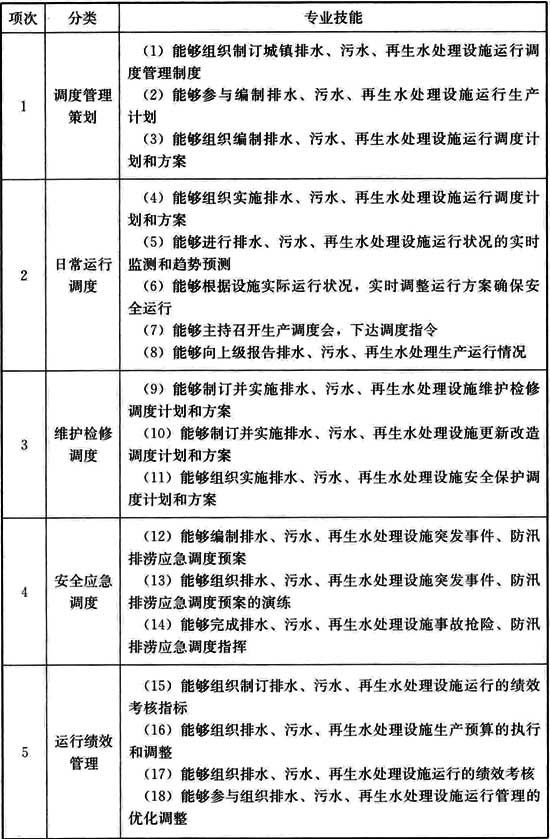 项次 分类 专业技能
1
调度管理
策划
（1）能够组织制订城镇排水、污水、再生水处理设施运行调
度管理制度
（2）能够参与编制排水、污水、再生水处理设施运行生产
计划
（3）能够组织编制排水、污水、再生水处理设施运行调度计
划和方案
2
日常运行
调度
（4）能够组织实施排水、污水、再生水处理设施运行调度计
划和方案
（5）能够进行排水、污水、再生水处理设施运行状况的实时
监测和趋势预测
（6）能够根据设施实际运行状况，实时调整运行方案确保安
全运行
（7）能够主持召开生产调度会，下达调度指令
（8）能够向上级报告排水、污水、再生水处理生产运行情况
3
维护检修
调度
（9）能够制订并实施排水、污水、再生水处理设施维护检修
调度计划和方案
（10）能够制订并实施排水、污水、再生水处理设施更新改造
调度计划和方案
（11）能够组织实施排水、污水、再生水处理设施安全保护调
度计划和方案
4
安全应急
调度
（12）能够编制排水、污水、再生水处理设施突发事件、防汛
排涝应急调度预案
（13）能够组织排水、污水、再生水处理设施突发事件、防汛
排涝应急调度预案的演练
（14）能够完成排水、污水、再生水处理设施事故抢险、防汛
排涝应急调度指挥
5
运行绩效
管理
（15）能够组织制订排水、污水、再生水处理设施运行的绩效
考核指标
（16）能够组织排水、污水、再生水处理设施生产预算的执行
和调整
（17）能够组织排水、污水、再生水处理设施运行的绩效考核
（18）能够参与组织排水、污水、再生水处理设施运行管理的
优化调整